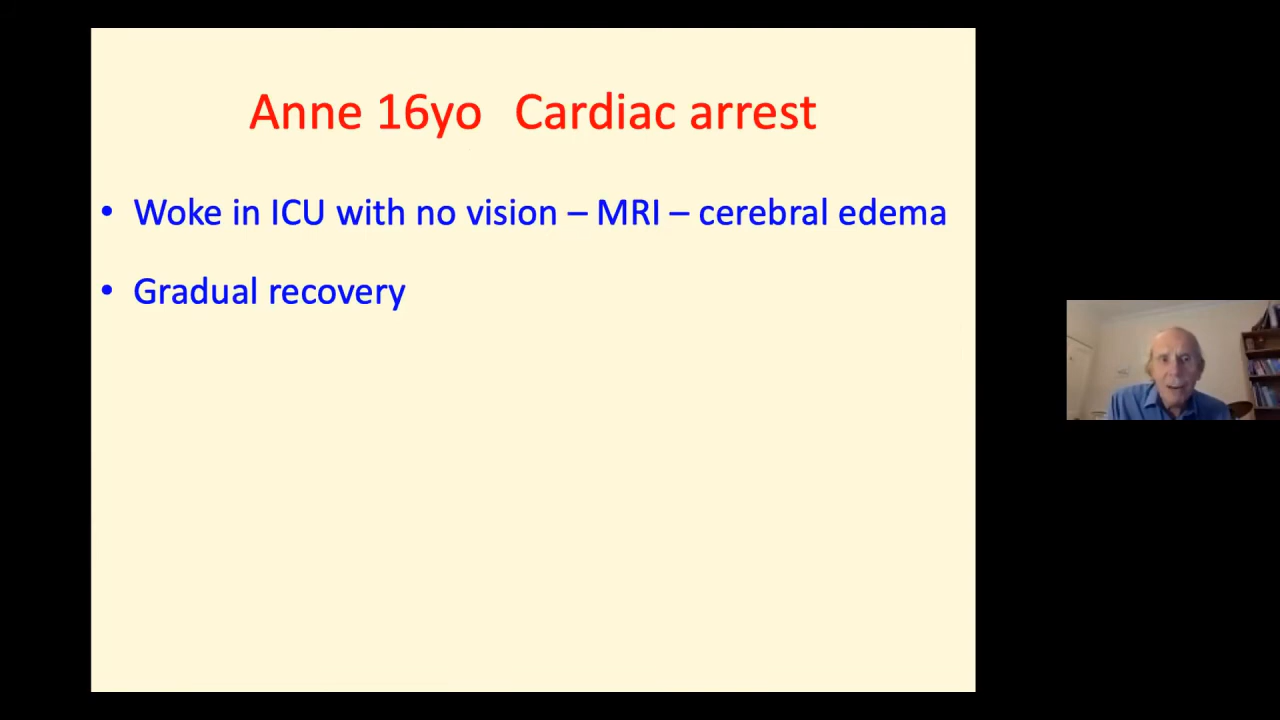 Anne 16yo Cardiac arrest
• Woke in ICU with no vision – MRI – cerebral edema
• Gradual recovery